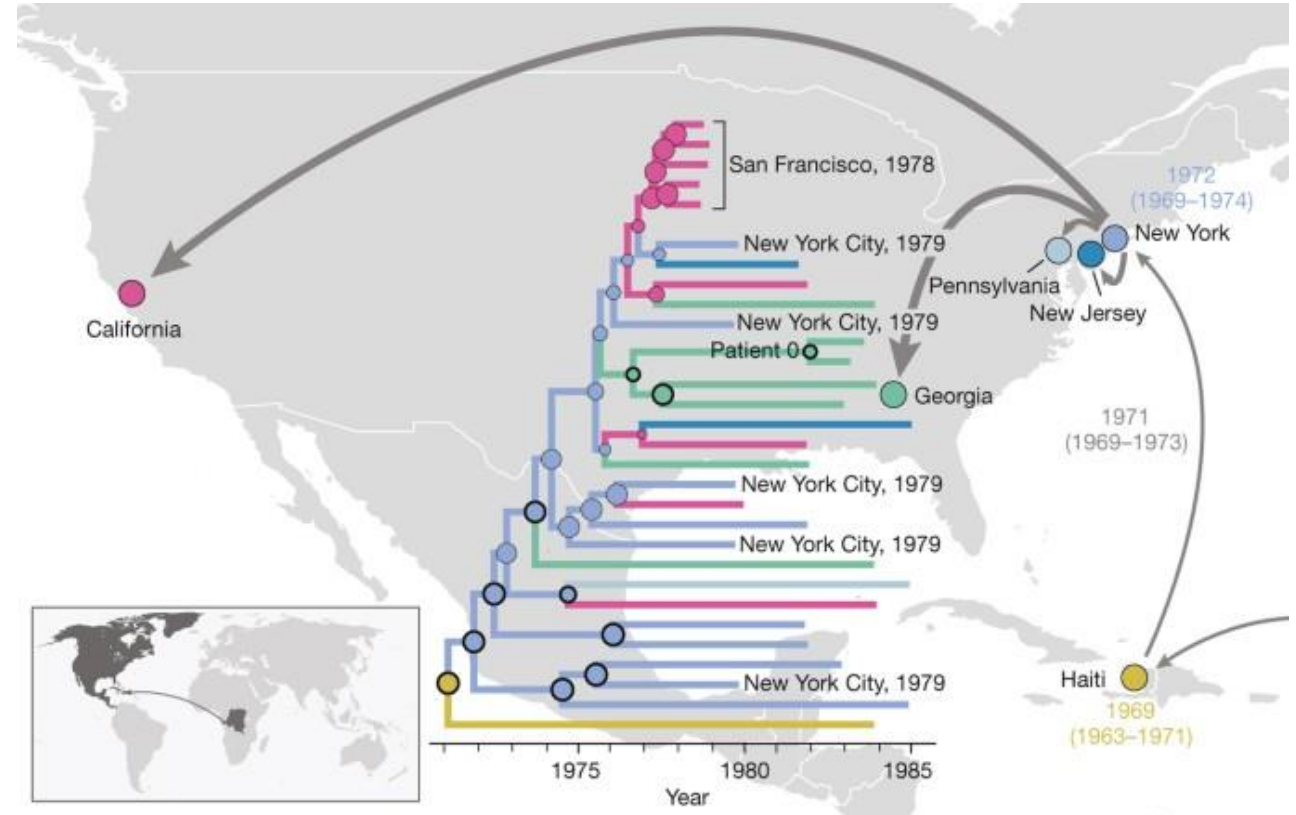 San Francisco, 1978
1972
(1969–1974)
New York
New York City, 1979
Pennsylvania
New Jersey
California
New York City, 1979
Patient 0
Georgia
1971
(1969–1973)
New York City, 1979
New York City, 1979
Haiti
New York City, 1979
1969
(1963–1971)
1975
1980
1985
Year